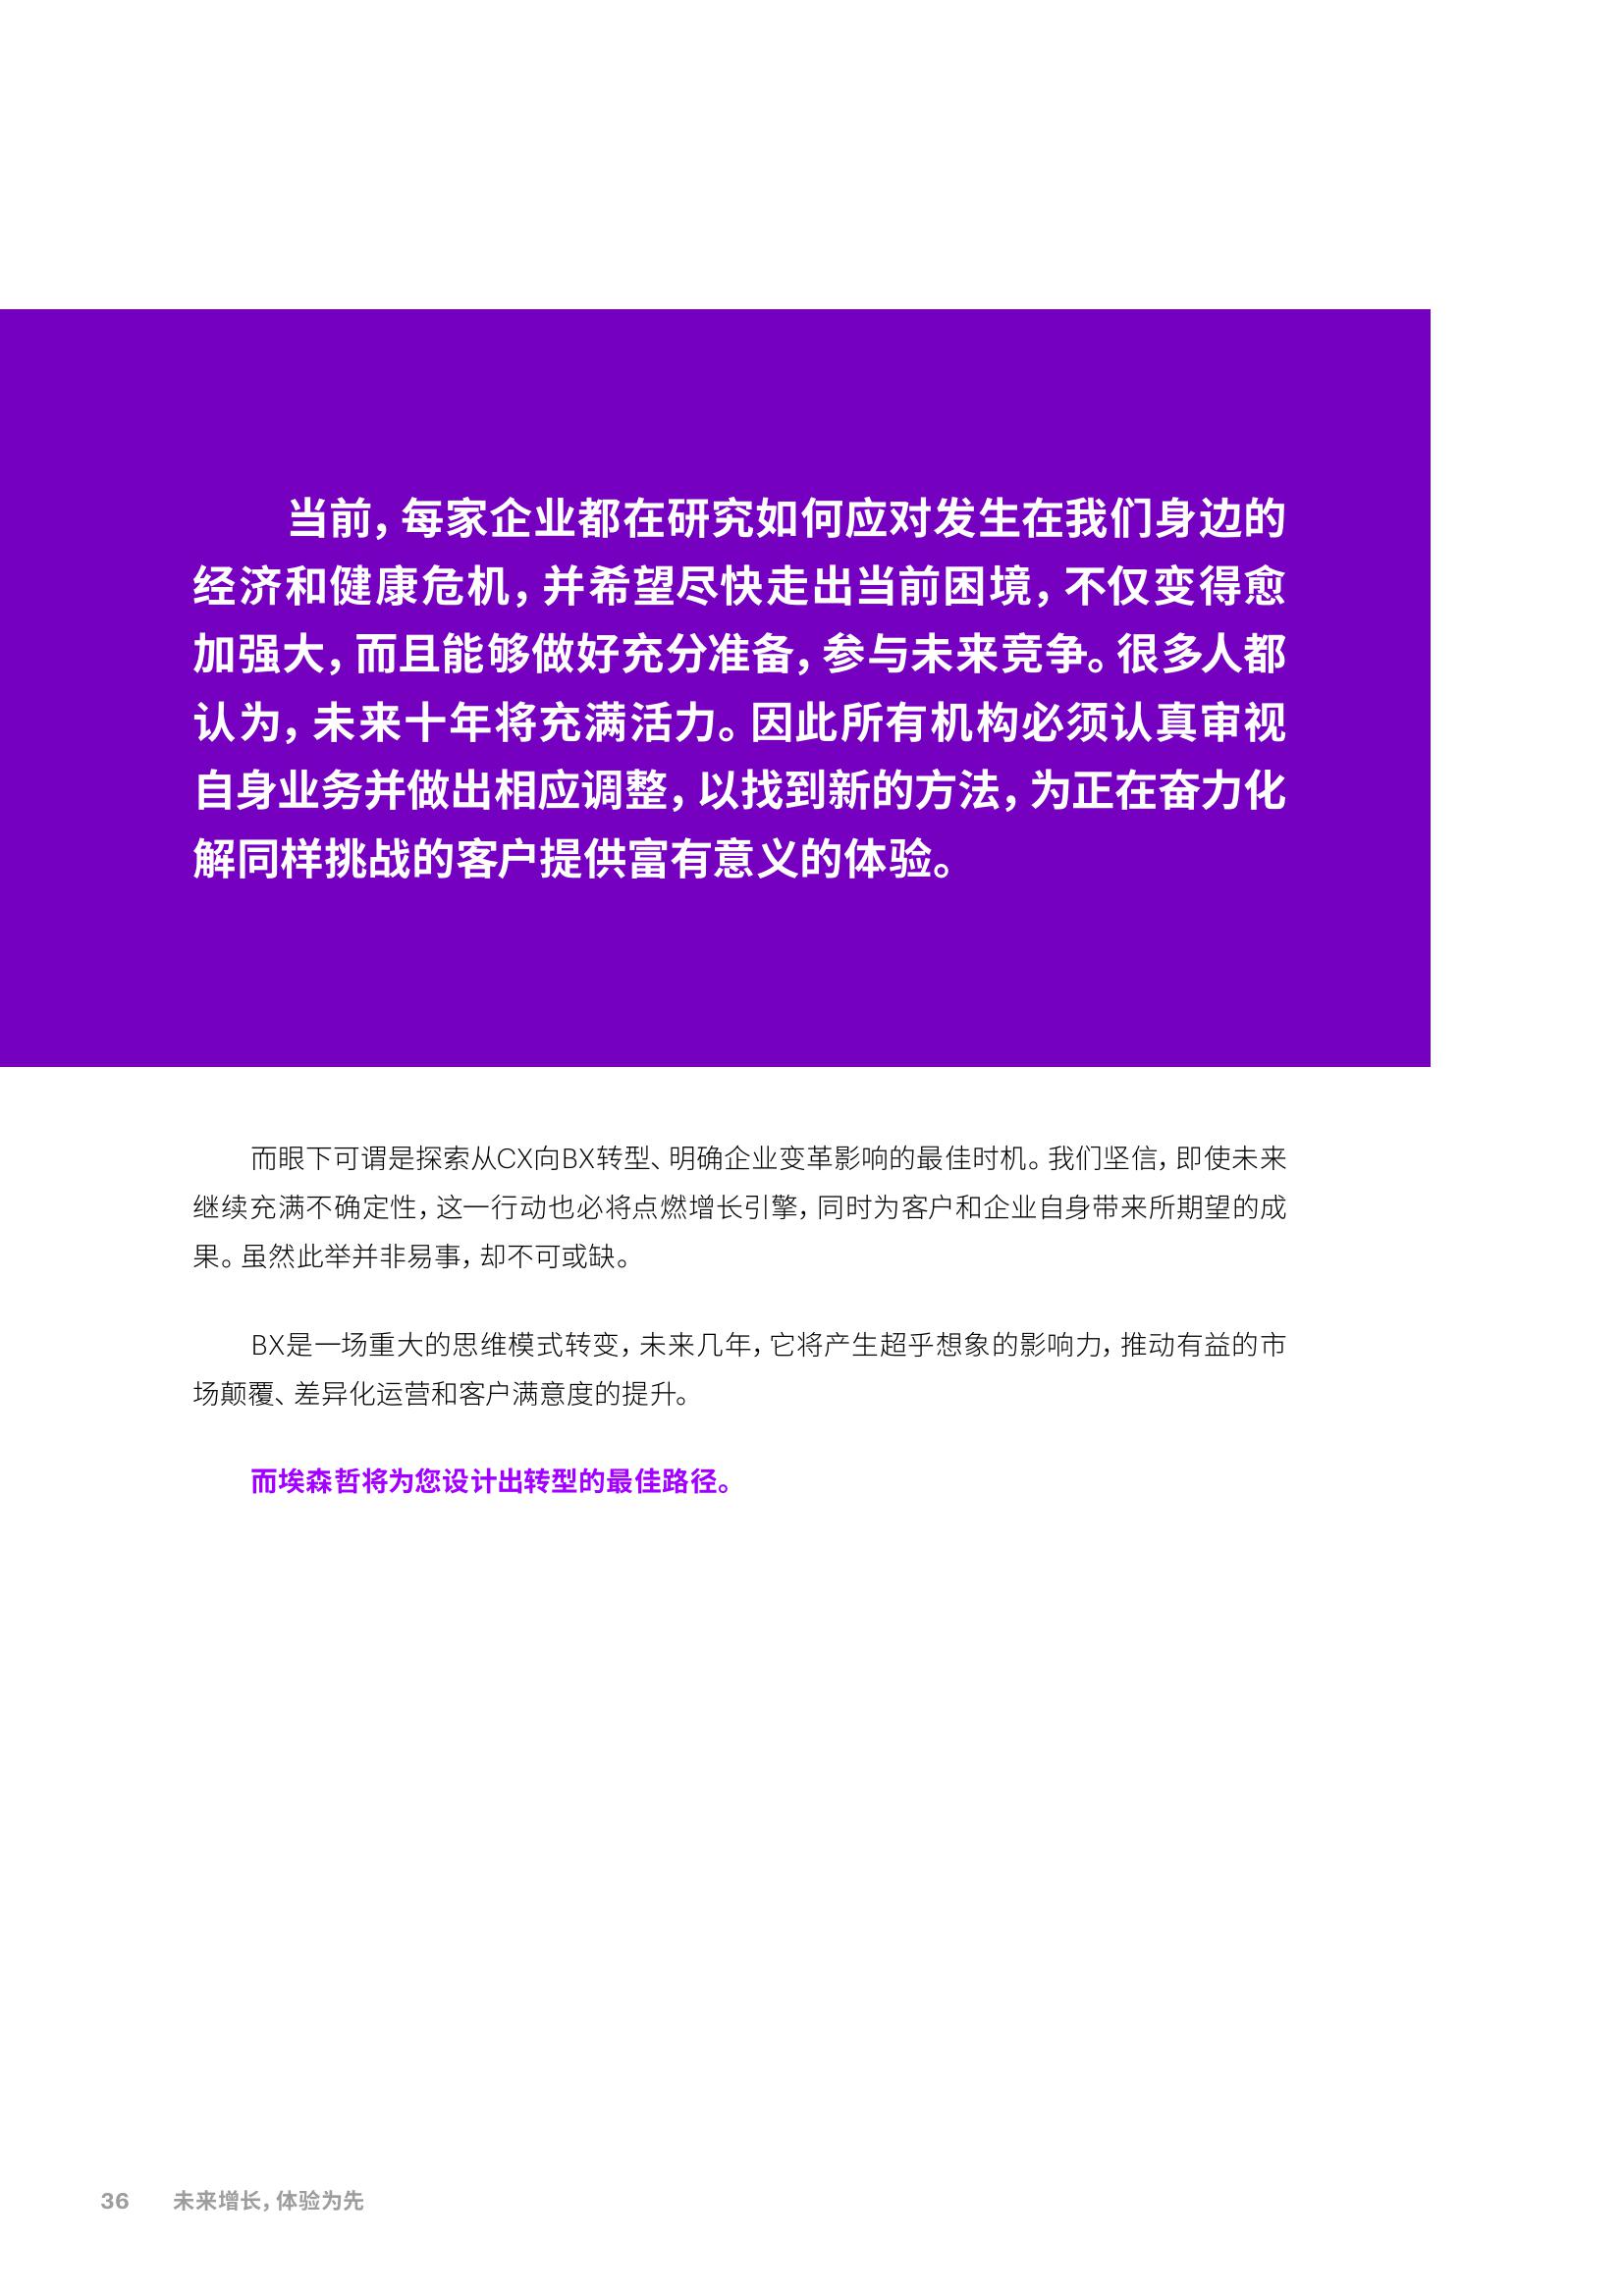 当前，每家企业都在研究如何应对发生在我们身边的
经济和健康危机，并希望尽快走出当前困境，不仅变得愈
加强大，而且能够做好充分准备，参与未来竞争。很多人都
认为，未来十年将充满活力。因此所有机构必须认真审视
自身业务并做出相应调整，以找到新的方法，为正在奋力化
解同样挑战的客户提供富有意义的体验。
而眼下可谓是探索从CX向BX转型、明确企业变革影响的最佳时机。我们坚信，即使未来
继续充满不确定性，这一行动也必将点燃增长引擎，同时为客户和企业自身带来所期望的成
果。虽然此举并非易事，却不可或缺。
BX是一场重大的思维模式转变，未来几年，它将产生超乎想象的影响力，推动有益的市
场颠覆、差异化运营和客户满意度的提升。
而埃森哲将为您设计出转型的最佳路径。
36 未来增长，体验为先